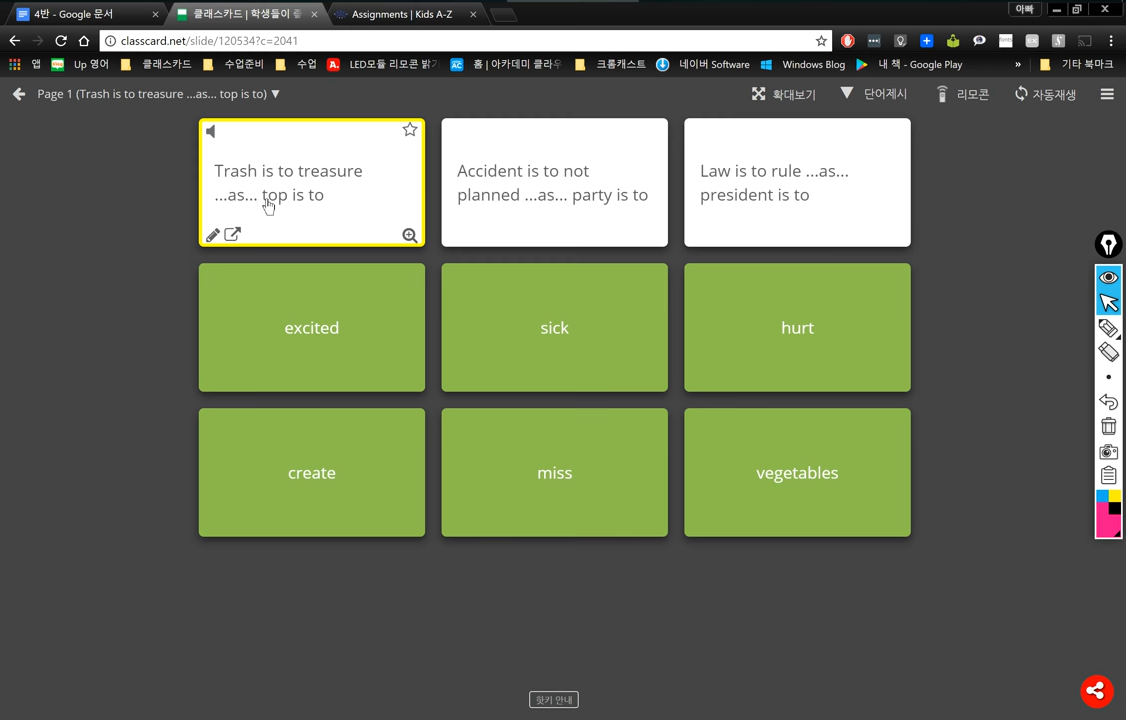 4반 - Google 문서
클래스카드 | 학생들이 좋
Assignments | Kids A-Z
아빠
classcard.net/slide/120534?c=2041
앱
Up 영어
클래스카드
수업준비
수업
LED모듈 리모콘 밝기
홈 | 아카데미 클라우
크롬캐스트
네이버 Software
Windows Blog
내 책 - Google Play
»
기타 북마크
Page 1 (Trash is to treasure ...as... top is to) ▼
확대보기
단어제시
리모콘
자동재생
Trash is to treasure
...as... top is to
Accident is to not
planned ...as... party is to
Law is to rule ...as...
president is to
excited
sick
hurt
create
miss
vegetables
핫키 안내